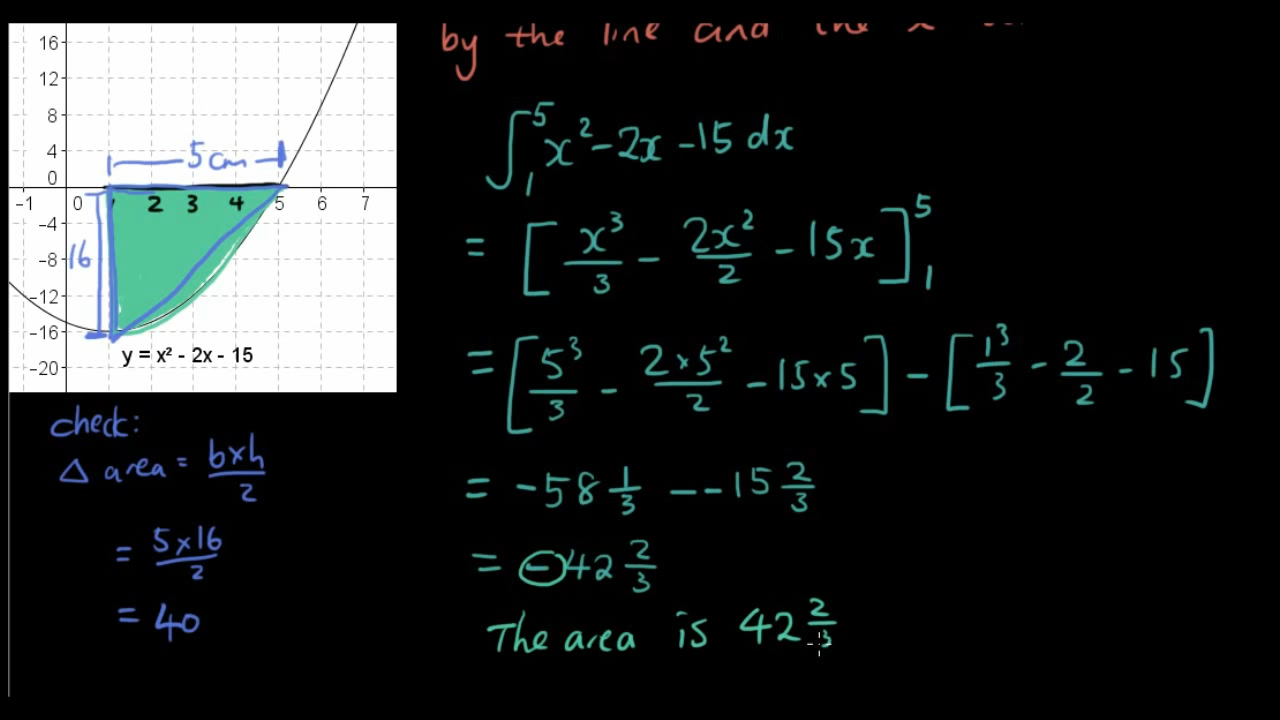 by the line and the x
16
12
8
4
0
5 cm
-1 0 2 3 4 5 6 7
-4
-8
-12
-16
-20
16
y = x² - 2x - 15
check:
△ area = b×h/2
= 5×16/2
= 40
∫₁⁵ x² - 2x - 15 dx
= [x³/3 - 2x²/2 - 15x]₁⁵
= [5³/3 - 2×5²/2 - 15×5] - [1³/3 - 2/2 - 15]
= -58 1/3 - -15 2/3
= -42 2/3
The area is 42 2/3